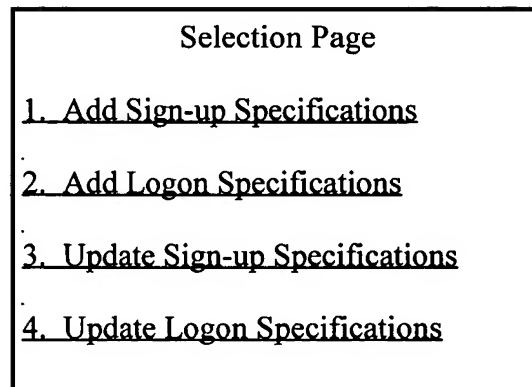 Selection Page
1. Add Sign-up Specifications
2. Add Logon Specifications
3. Update Sign-up Specifications
4. Update Logon Specifications